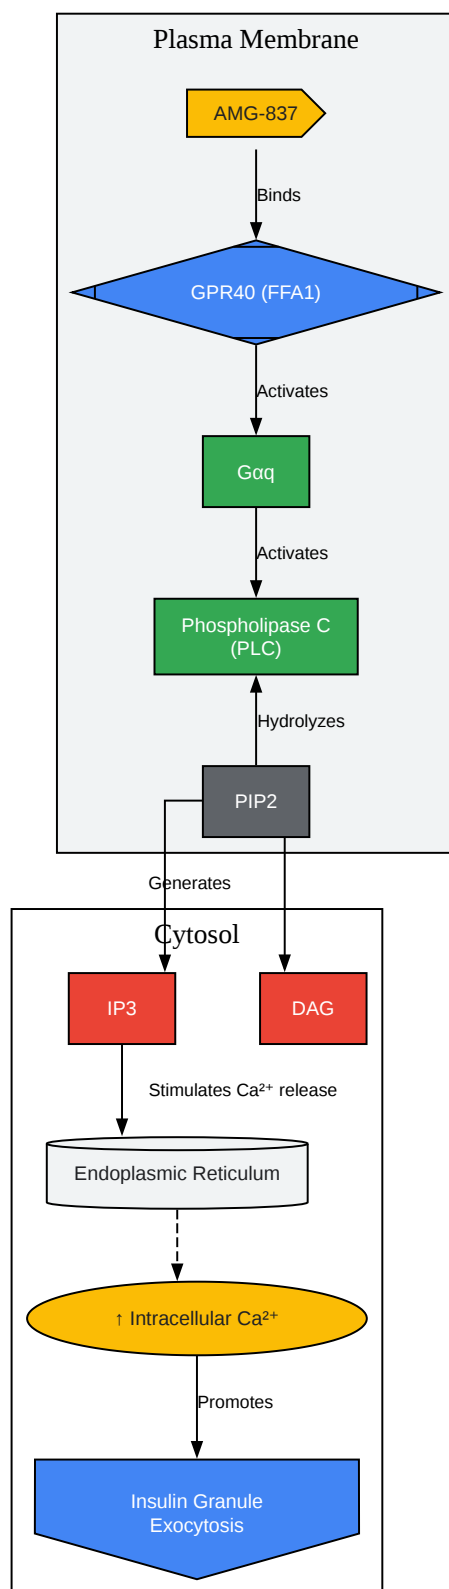 Plasma Membrane
AMG-837
Binds
GPR40 (FFA1)
Activates
Gαq
Activates
Phospholipase C
(PLC)
Hydrolyzes
PIP2
Generates
Cytosol
IP3
DAG
Stimulates Ca²⁺ release
Endoplasmic Reticulum
↑ Intracellular Ca²⁺
Promotes
Insulin Granule
Exocytosis